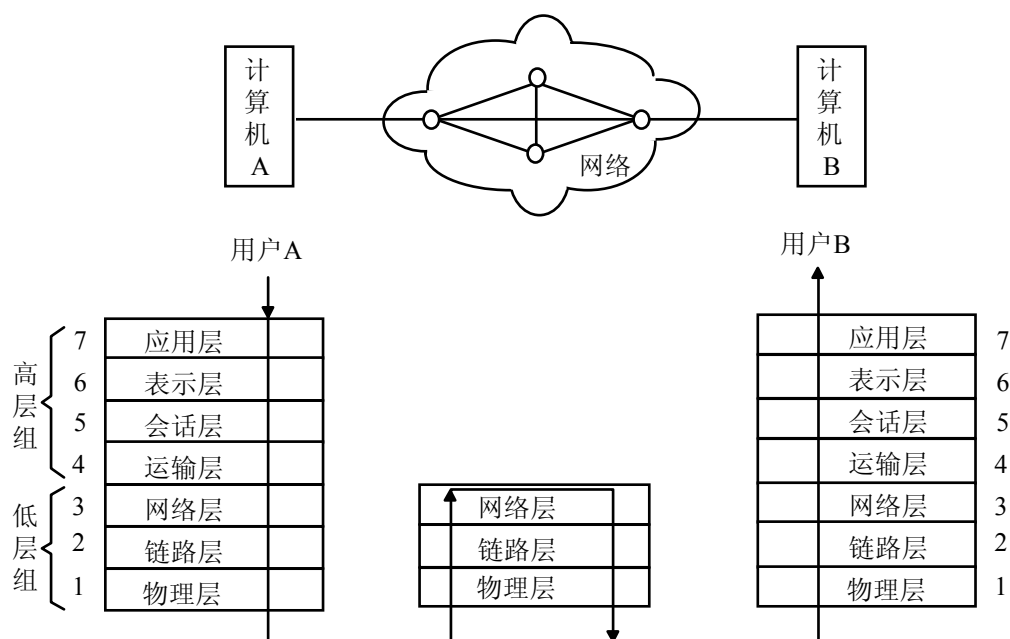 计算机A
计算机B
网络
用户A
用户B
高层组
低层组
7 应用层
6 表示层
5 会话层
4 运输层
3 网络层
2 链路层
1 物理层
网络层
链路层
物理层
应用层 7
表示层 6
会话层 5
运输层 4
网络层 3
链路层 2
物理层 1